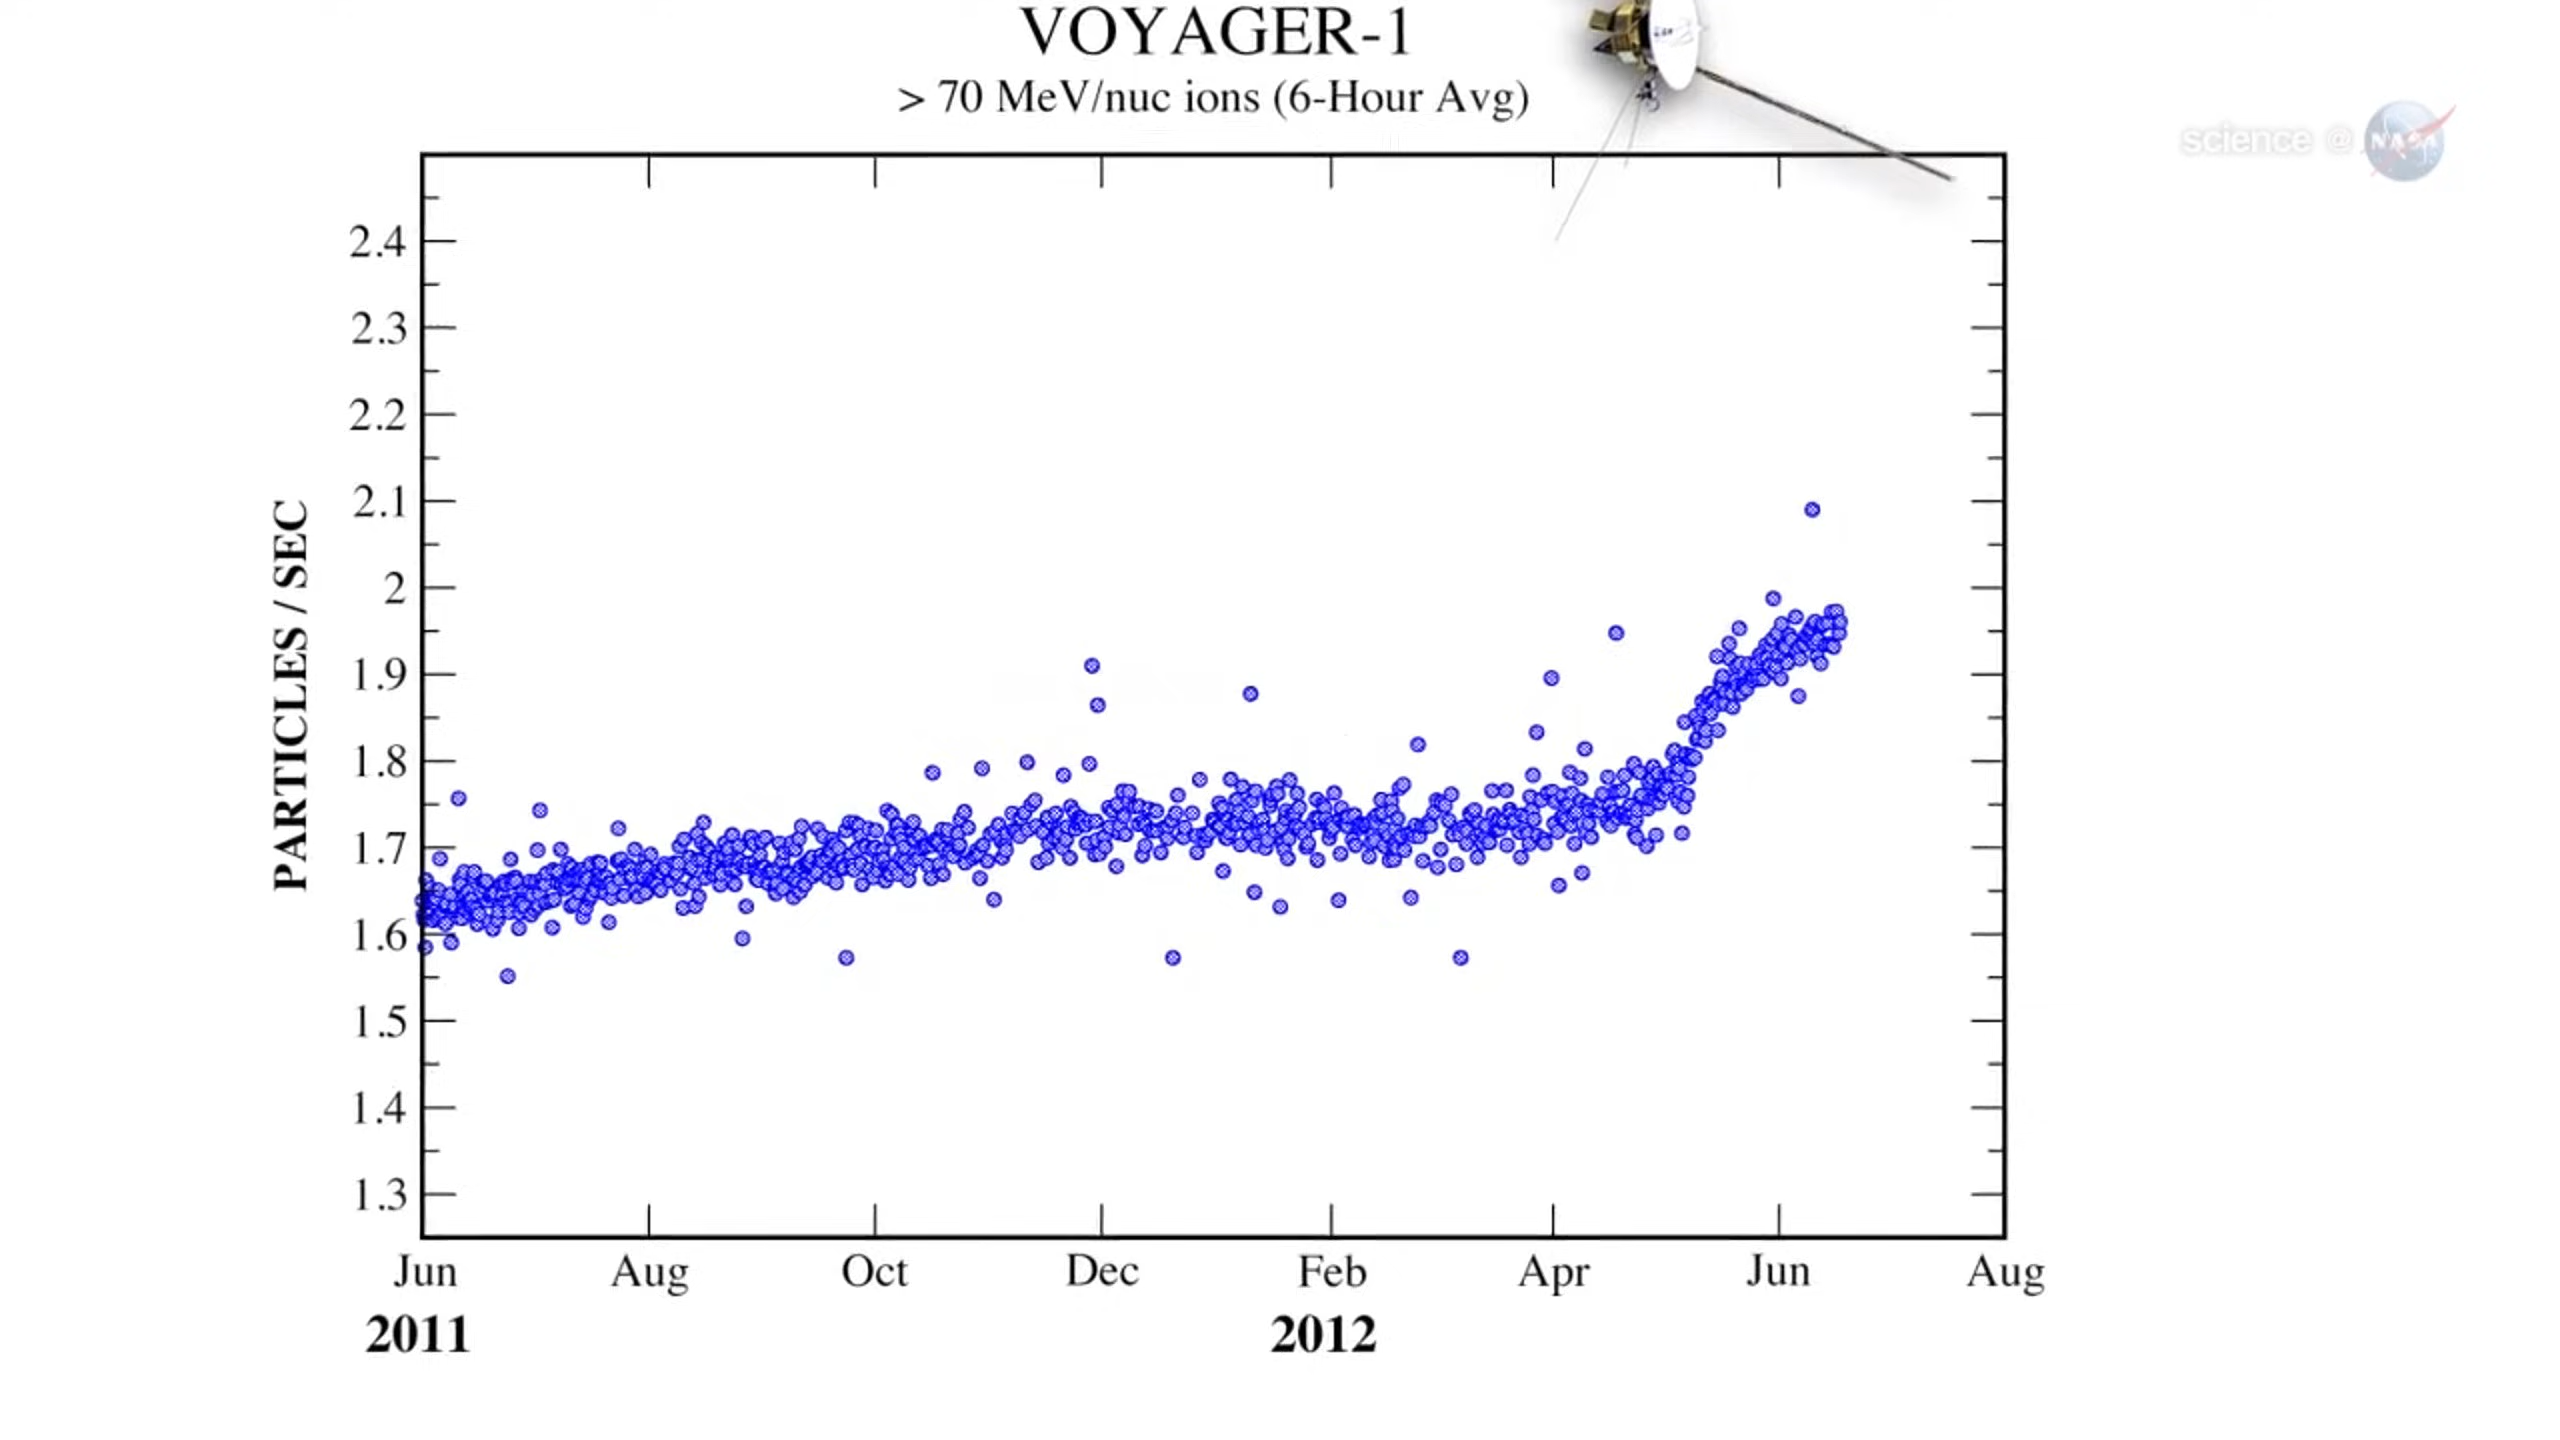 VOYAGER-1
> 70 MeV/nuc ions (6-Hour Avg)
science @ NASA
PARTICLES / SEC
2.4
2.3
2.2
2.1
2
1.9
1.8
1.7
1.6
1.5
1.4
1.3
Jun Aug Oct Dec Feb Apr Jun Aug
2011 2012